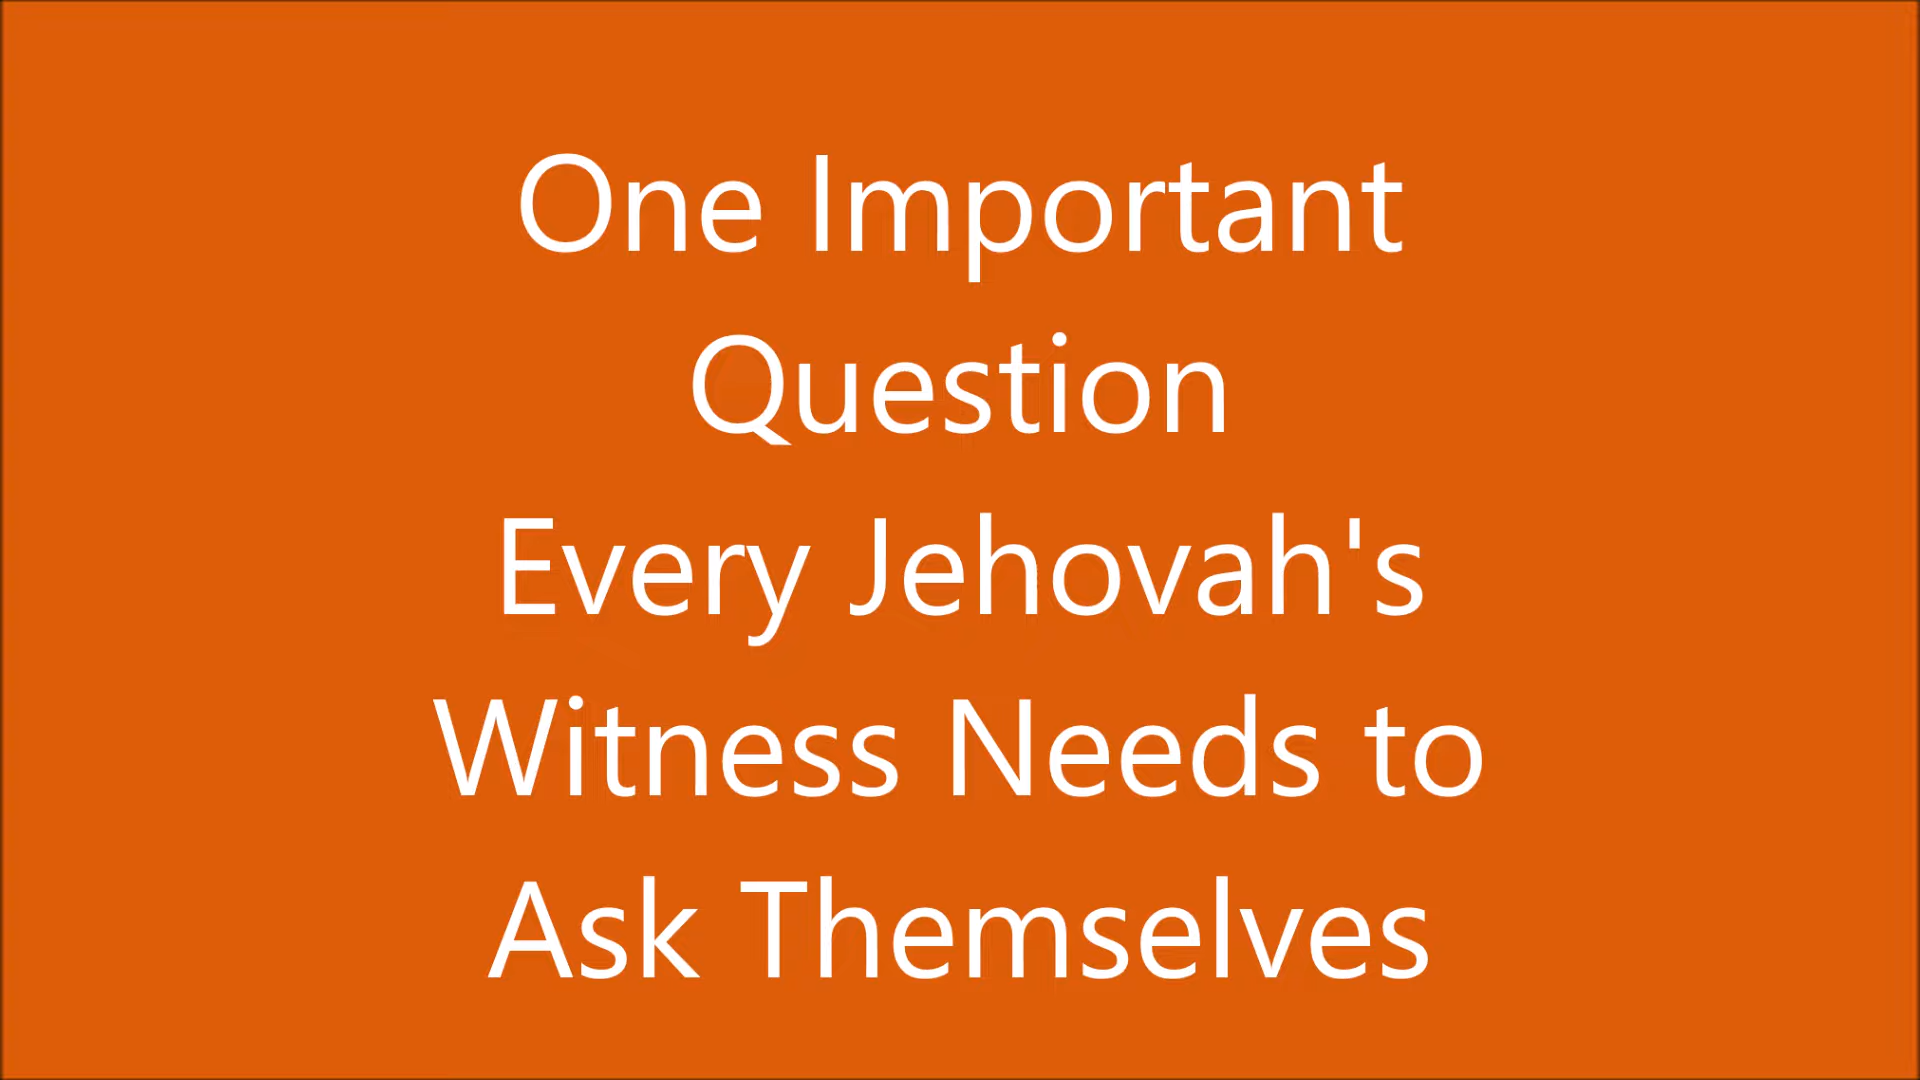 One Important
Question
Every Jehovah's
Witness Needs to
Ask Themselves